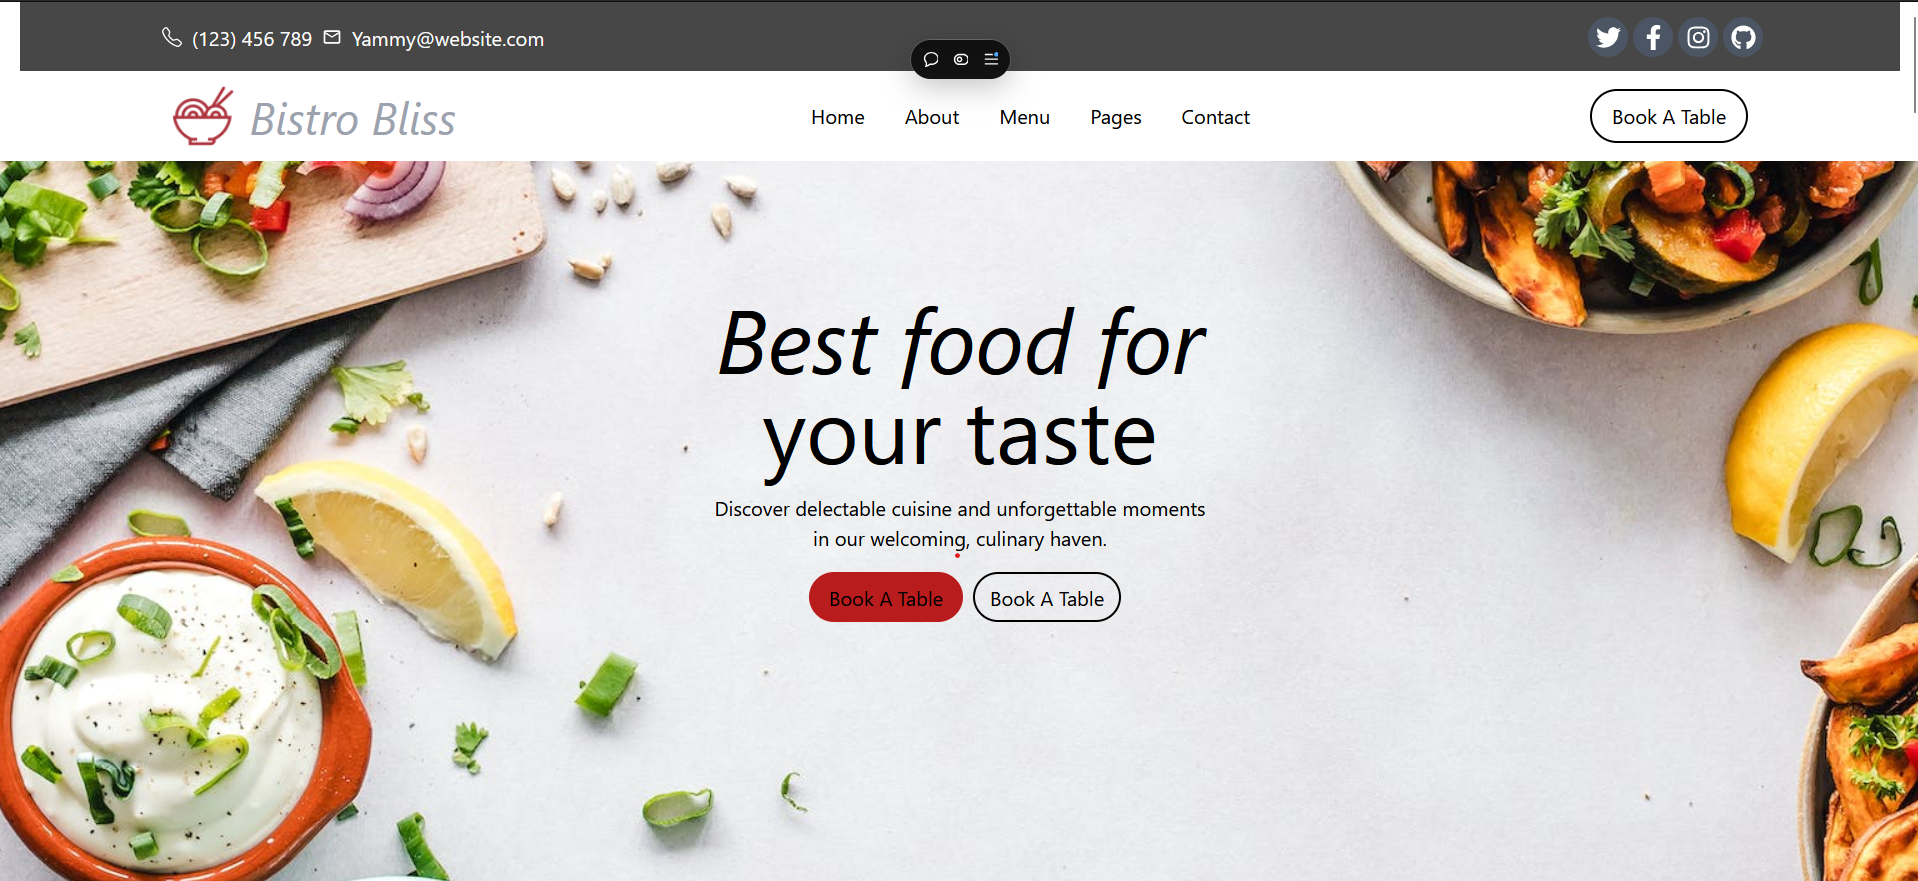 (123) 456 789 Yammy@website.com
Bistro Bliss
Home About Menu Pages Contact
Book A Table
Best food for
your taste
Discover delectable cuisine and unforgettable moments
in our welcoming, culinary haven.
Book A Table Book A Table